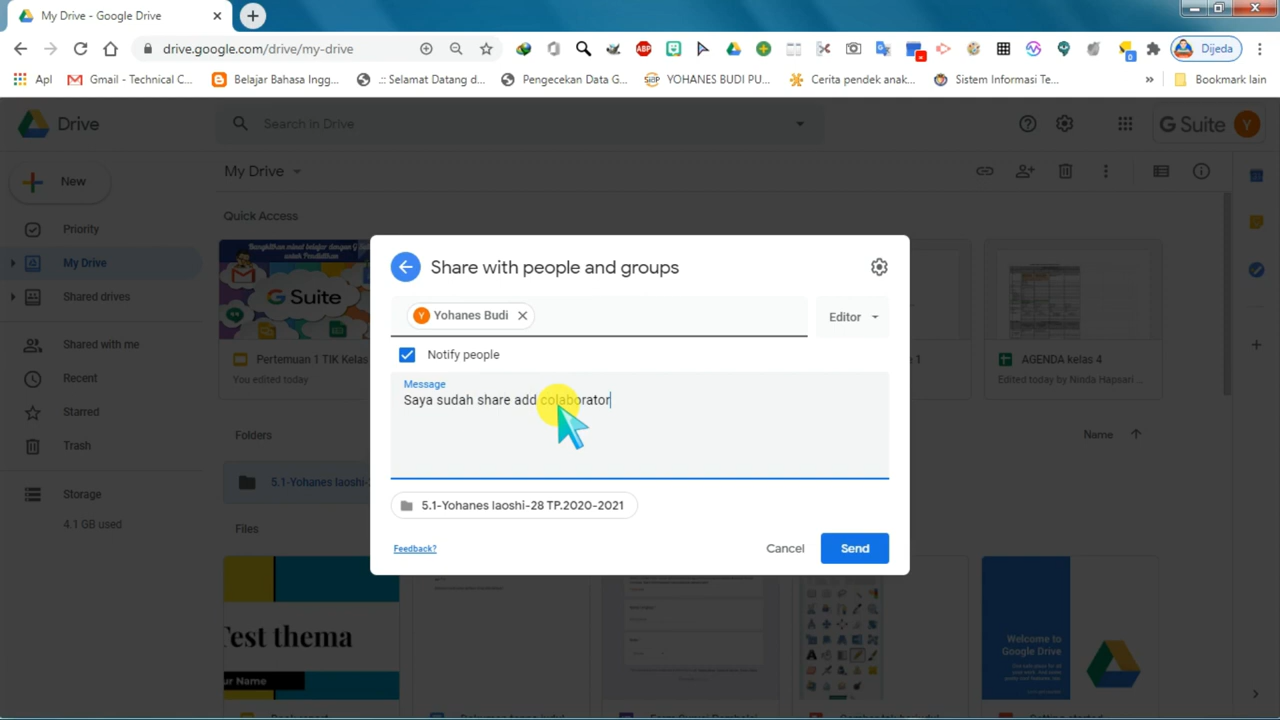 My Drive - Google Drive
drive.google.com/drive/my-drive
ABP
Dijeda
Apl
Gmail - Technical C...
Belajar Bahasa Ingg...
.:: Selamat Datang d...
Pengecekan Data G...
YOHANES SUDI PU...
Cerita pendek anak...
Sistem Informasi Te...
»
Bookmark lain
Drive
Search in Drive
G Suite
Y
New
My Drive
Priority
Quick Access
My Drive
Shared drives
Shared with me
Recent
Starred
Trash
Storage
4.1 GB used
G Suite
Pertemuan 1 TIK Kelas
You edited today
AGENDA kelas 4
Edited today by Ninda Hapsari
Folders
Name
5.1-Yohanes laoshi-
Files
Test thema
Welcome to
Google Drive
Share with people and groups
Y Yohanes Budi
Editor
Notify people
Message
Saya sudah share add colaborator
5.1-Yohanes laoshi-28 TP.2020-2021
Feedback?
Cancel
Send